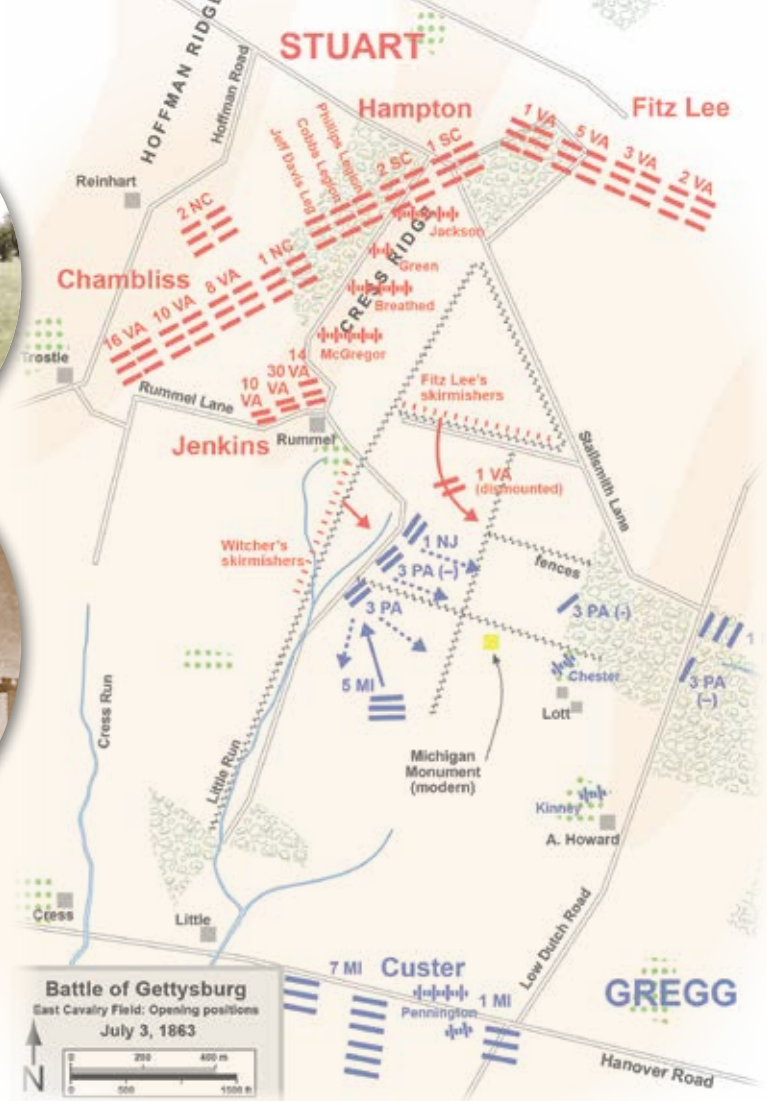 STUART
HOFFMAN RIDGE
Hoffman Road
Hampton
Fitz Lee
1 VA
5 VA
3 VA
2 VA
1 SC
2 SC
Phillips Legion
Cobbs Legion
Jeff Davis Leg
Reinhart
2 NC
Jackson
CRESS RIDGE
Green
Chambliss
1 NC
8 VA
10 VA
16 VA
Breathed
McGregor
Trostle
14
30 VA
10
VA
VA
Rummel Lane
Fitz Lee's
skirmishers
Jenkins
Rummel
Stallsmith Lane
1 VA
(dismounted)
Witcher's
skirmishers
1 NJ
3 PA (–)
fences
3 PA
3 PA (-)
1
Chester
3 PA
(–)
5 MI
Lott
Cress Run
Little Run
Michigan
Monument
(modern)
Kinney
A. Howard
Cress
Little
Low Dutch Road
7 MI
Custer
GREGG
1 MI
Pennington
Hanover Road
Battle of Gettysburg
East Cavalry Field: Opening positions
July 3, 1863
0 200 400 m
0 500 1500 ft
N